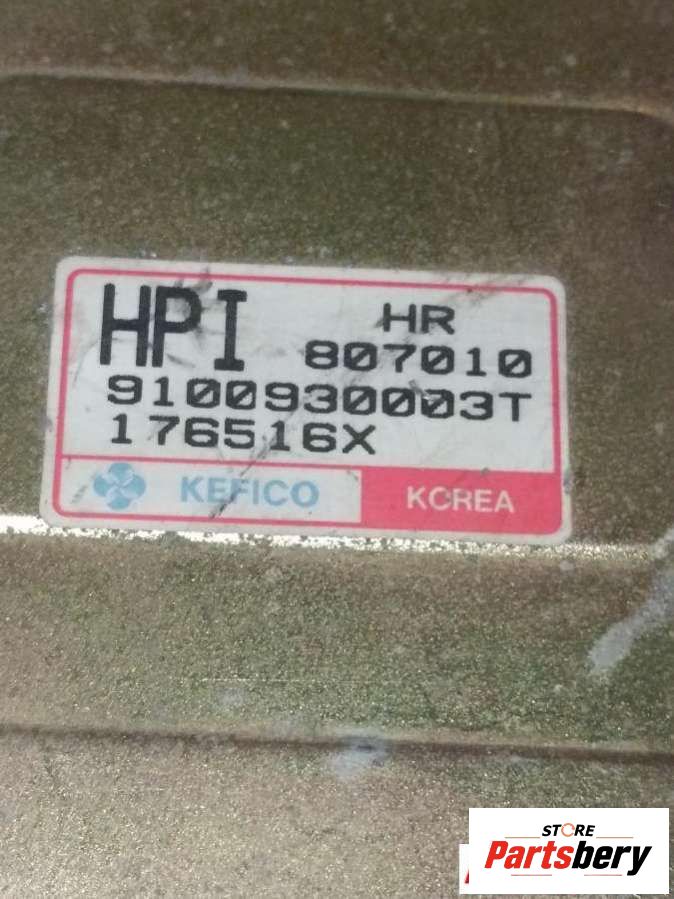 HPI HR
807010
9100930003T
176516X
KEFICO KOREA
STORE
Partsbery